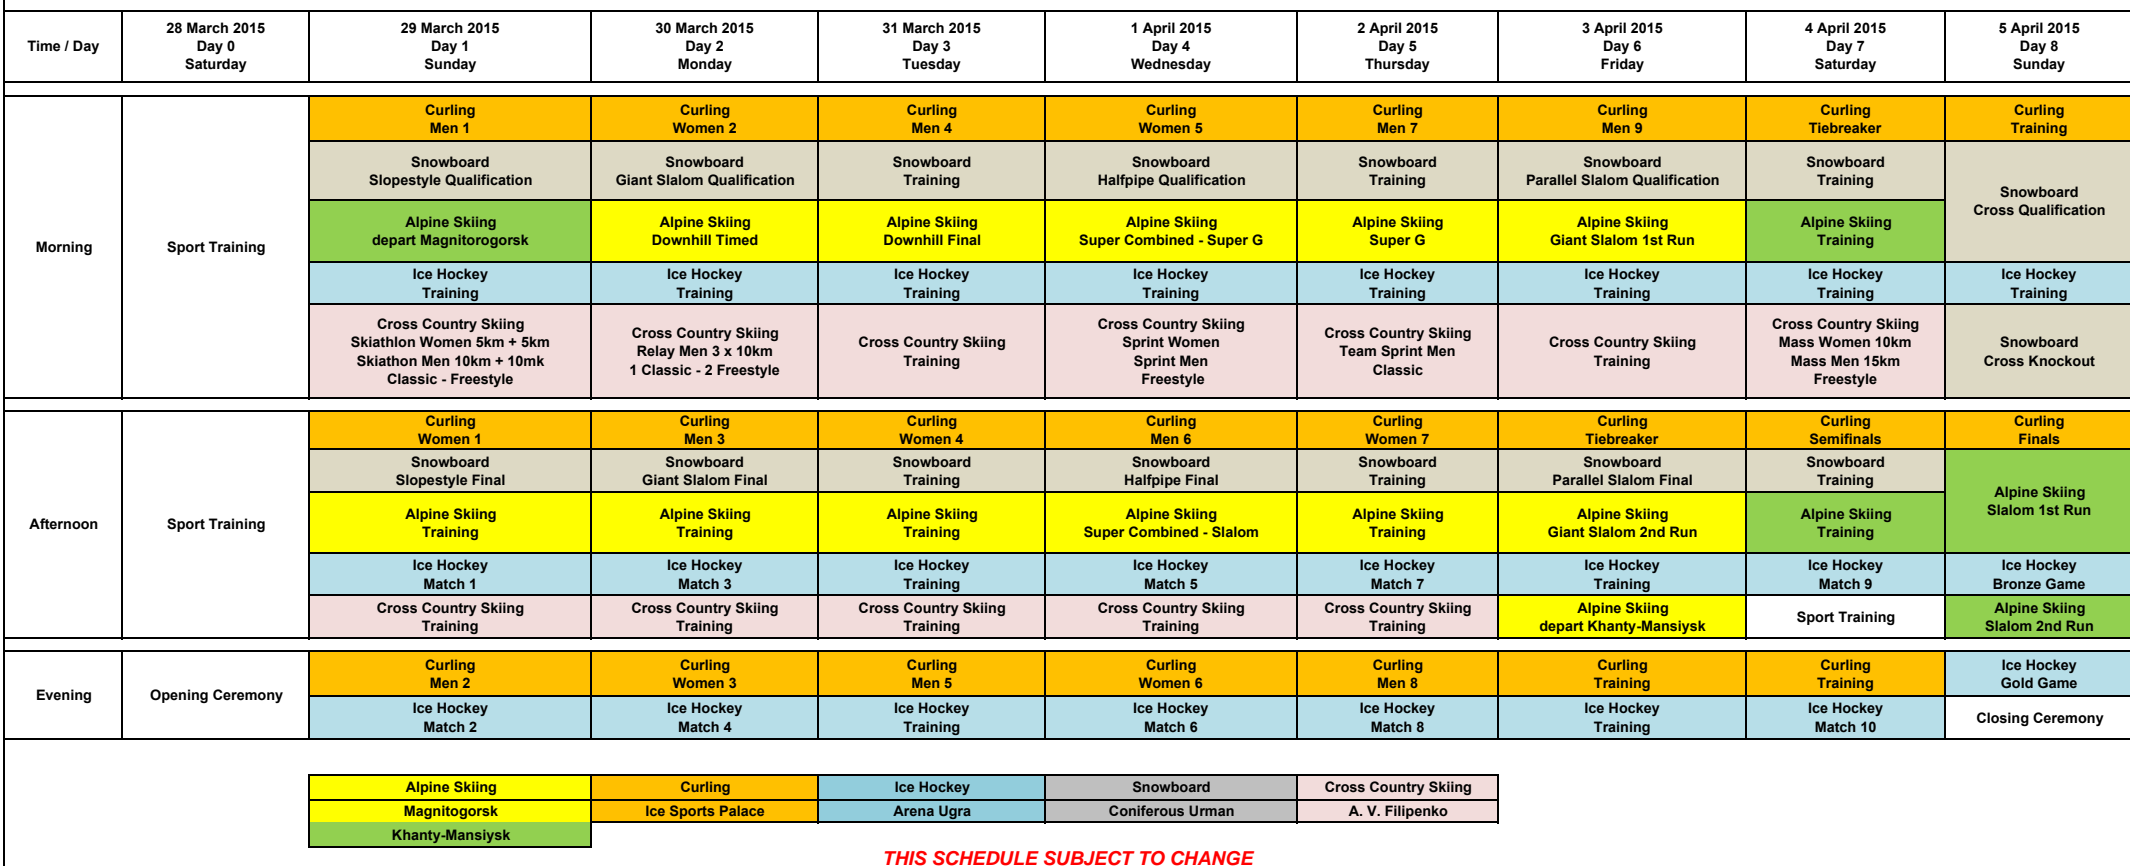 Time / Day
28 March 2015
Day 0
Saturday
29 March 2015
Day 1
Sunday
30 March 2015
Day 2
Monday
31 March 2015
Day 3
Tuesday
1 April 2015
Day 4
Wednesday
2 April 2015
Day 5
Thursday
3 April 2015
Day 6
Friday
4 April 2015
Day 7
Saturday
5 April 2015
Day 8
Sunday
Morning
Sport Training
Curling
Men 1
Curling
Women 2
Curling
Men 4
Curling
Women 5
Curling
Men 7
Curling
Men 9
Curling
Tiebreaker
Curling
Training
Snowboard
Slopestyle Qualification
Snowboard
Giant Slalom Qualification
Snowboard
Training
Snowboard
Halfpipe Qualification
Snowboard
Training
Snowboard
Parallel Slalom Qualification
Snowboard
Training
Snowboard
Cross Qualification
Alpine Skiing
depart Magnitorogorsk
Alpine Skiing
Downhill Timed
Alpine Skiing
Downhill Final
Alpine Skiing
Super Combined - Super G
Alpine Skiing
Super G
Alpine Skiing
Giant Slalom 1st Run
Alpine Skiing
Training
Ice Hockey
Training
Ice Hockey
Training
Ice Hockey
Training
Ice Hockey
Training
Ice Hockey
Training
Ice Hockey
Training
Ice Hockey
Training
Ice Hockey
Training
Cross Country Skiing
Skiathlon Women 5km + 5km
Skiathon Men 10km + 10mk
Classic - Freestyle
Cross Country Skiing
Relay Men 3 x 10km
1 Classic - 2 Freestyle
Cross Country Skiing
Training
Cross Country Skiing
Sprint Women
Sprint Men
Freestyle
Cross Country Skiing
Team Sprint Men
Classic
Cross Country Skiing
Training
Cross Country Skiing
Mass Women 10km
Mass Men 15km
Freestyle
Snowboard
Cross Knockout
Afternoon
Sport Training
Curling
Women 1
Curling
Men 3
Curling
Women 4
Curling
Men 6
Curling
Women 7
Curling
Tiebreaker
Curling
Semifinals
Curling
Finals
Snowboard
Slopestyle Final
Snowboard
Giant Slalom Final
Snowboard
Training
Snowboard
Halfpipe Final
Snowboard
Training
Snowboard
Parallel Slalom Final
Snowboard
Training
Alpine Skiing
Slalom 1st Run
Alpine Skiing
Training
Alpine Skiing
Training
Alpine Skiing
Training
Alpine Skiing
Super Combined - Slalom
Alpine Skiing
Training
Alpine Skiing
Giant Slalom 2nd Run
Alpine Skiing
Training
Ice Hockey
Match 1
Ice Hockey
Match 3
Ice Hockey
Training
Ice Hockey
Match 5
Ice Hockey
Match 7
Ice Hockey
Training
Ice Hockey
Match 9
Ice Hockey
Bronze Game
Cross Country Skiing
Training
Cross Country Skiing
Training
Cross Country Skiing
Training
Cross Country Skiing
Training
Cross Country Skiing
Training
Alpine Skiing
depart Khanty-Mansiysk
Sport Training
Alpine Skiing
Slalom 2nd Run
Evening
Opening Ceremony
Curling
Men 2
Curling
Women 3
Curling
Men 5
Curling
Women 6
Curling
Men 8
Curling
Training
Curling
Training
Ice Hockey
Gold Game
Ice Hockey
Match 2
Ice Hockey
Match 4
Ice Hockey
Training
Ice Hockey
Match 6
Ice Hockey
Match 8
Ice Hockey
Training
Ice Hockey
Match 10
Closing Ceremony
Alpine Skiing
Curling
Ice Hockey
Snowboard
Cross Country Skiing
Magnitogorsk
Ice Sports Palace
Arena Ugra
Coniferous Urman
A. V. Filipenko
Khanty-Mansiysk
THIS SCHEDULE SUBJECT TO CHANGE